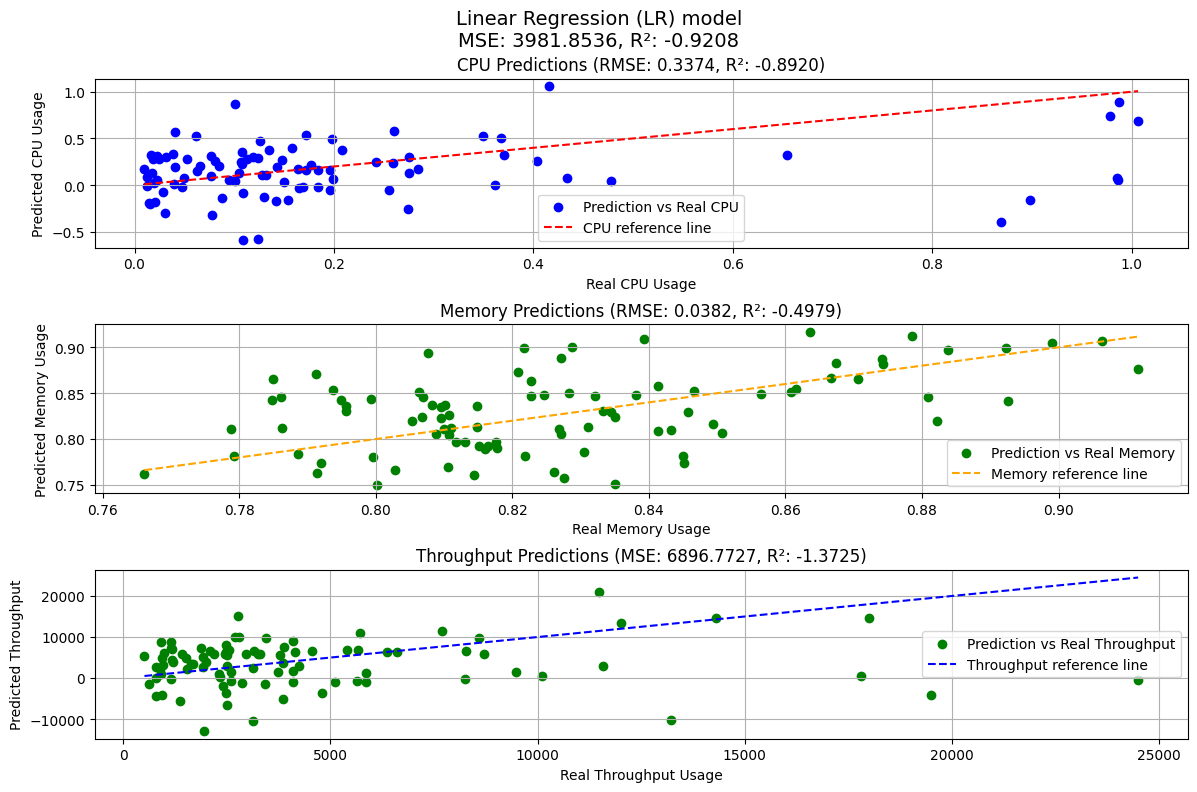 Linear Regression (LR) model
MSE: 3981.8536, R²: -0.9208
CPU Predictions (RMSE: 0.3374, R²: -0.8920)
Predicted CPU Usage
1.0
0.5
0.0
−0.5
Prediction vs Real CPU
CPU reference line
0.0 0.2 0.4 0.6 0.8 1.0
Real CPU Usage
Memory Predictions (RMSE: 0.0382, R²: -0.4979)
Predicted Memory Usage
0.90
0.85
0.80
0.75
Prediction vs Real Memory
Memory reference line
0.76 0.78 0.80 0.82 0.84 0.86 0.88 0.90
Real Memory Usage
Throughput Predictions (MSE: 6896.7727, R²: -1.3725)
Predicted Throughput
20000
10000
0
−10000
Prediction vs Real Throughput
Throughput reference line
0 5000 10000 15000 20000 25000
Real Throughput Usage